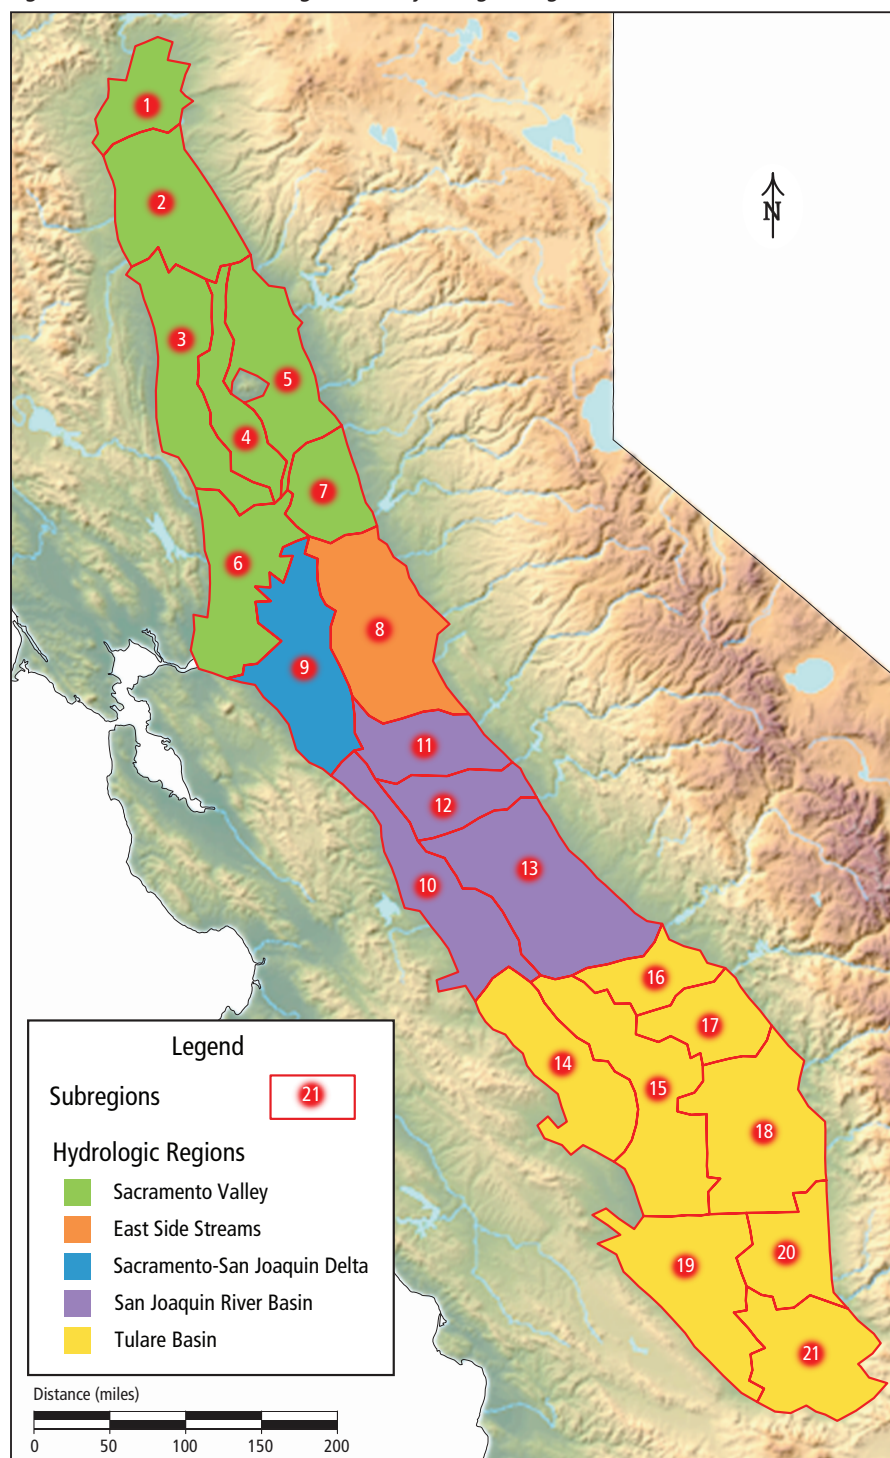 N
1
2
3
5
4
7
6
8
9
11
12
13
10
16
17
14
15
18
20
19
21
Legend
Subregions 21
Hydrologic Regions
Sacramento Valley
East Side Streams
Sacramento-San Joaquin Delta
San Joaquin River Basin
Tulare Basin
Distance (miles)
0 50 100 150 200